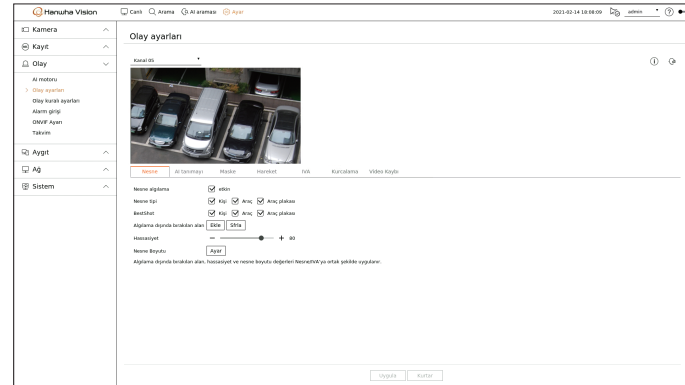 Hanwha Vision
Canlı Arama AI araması Ayar
2021-02-14 18:08:09 admin
Kamera
Kayıt
Olay
AI motoru
Olay ayarları
Olay kuralı ayarları
Alarm girişi
ONVIF Ayarı
Takvim
Aygıt
Ağ
Sistem
Olay ayarları
Kanal 05
Nesne AI tanımayı Maske Hareket IVA Kurcalama Video Kaybı
Nesne algılama etkin
Nesne tipi Kişi Araç Araç plakası
BestShot Kişi Araç Araç plakası
Algılama dışında bırakılan alan Ekle Sfrla
Hassasiyet 80
Nesne Boyutu Ayar
Algılama dışında bırakılan alan, hassasiyet ve nesne boyutu değerleri Nesne/IVA'ya ortak şekilde uygulanır.
Uygula Kurtar